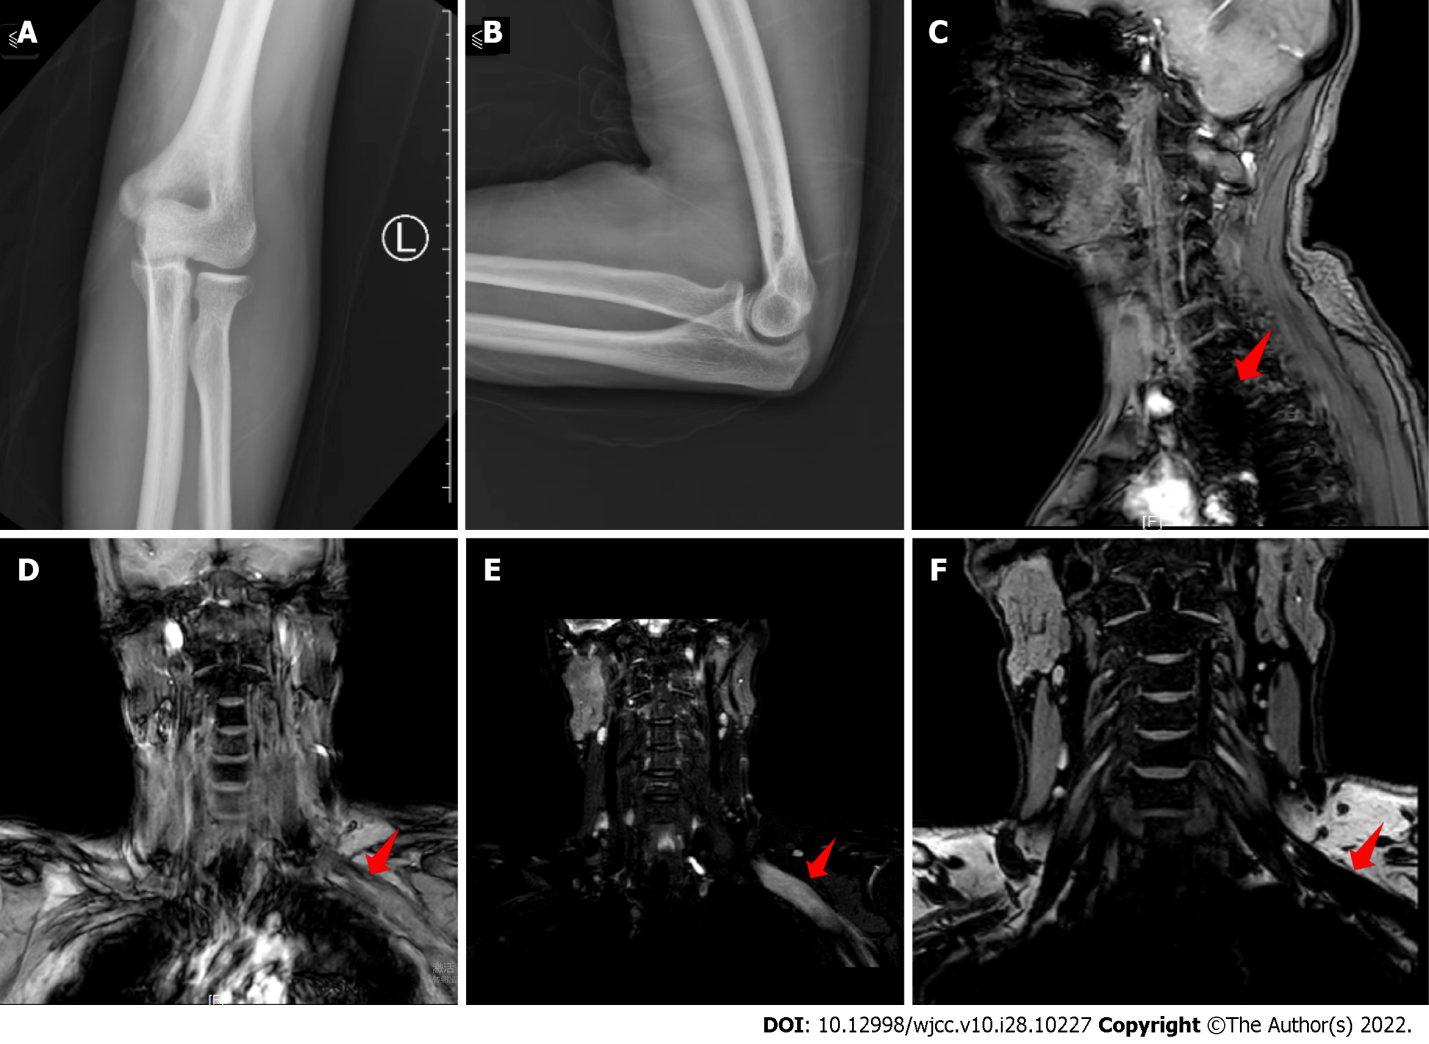 A
B
C
L
[F]
D
E
F
[F]
DOI: 10.12998/wjcc.v10.i28.10227 Copyright ©The Author(s) 2022.